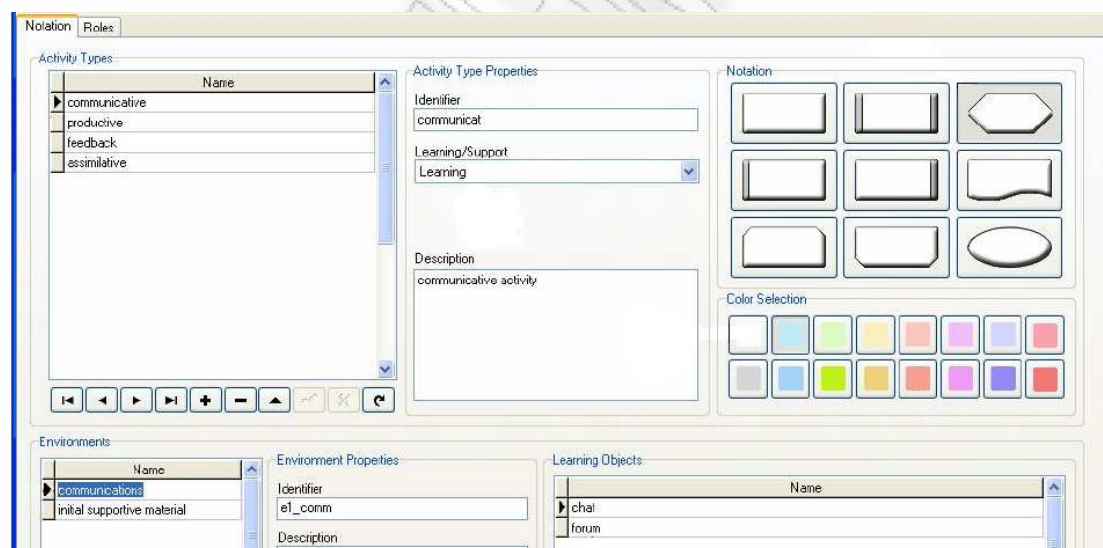 Notation Roles
Activity Types
Name
communicative
productive
feedback
assimilative
Activity Type Properties
Identifier
communicat
Learning/Support
Learning
Description
communicative activity
Notation
Color Selection
Environments
Name
communications
initial supportive material
Environment Properties
Identifier
e1_comm
Description
Learning Objects
Name
chat
forum